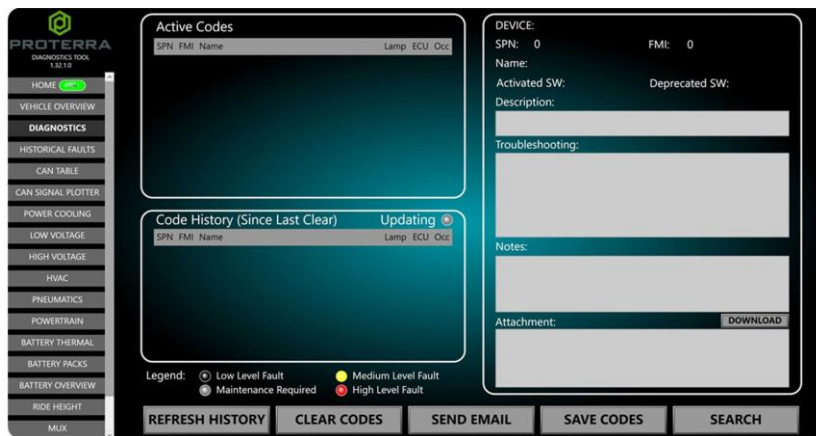 PROTERRA
DIAGNOSTICS TOOL
1.32.1.0
HOME
VEHICLE OVERVIEW
DIAGNOSTICS
HISTORICAL FAULTS
CAN TABLE
CAN SIGNAL PLOTTER
POWER COOLING
LOW VOLTAGE
HIGH VOLTAGE
HVAC
PNEUMATICS
POWERTRAIN
BATTERY THERMAL
BATTERY PACKS
BATTERY OVERVIEW
RIDE HEIGHT
MUX
Active Codes
SPN FMI Name Lamp ECU Occ
Code History (Since Last Clear) Updating
SPN FMI Name Lamp ECU Occ
Legend: Low Level Fault Medium Level Fault
Maintenance Required High Level Fault
DEVICE:
SPN: 0 FMI: 0
Name:
Activated SW: Deprecated SW:
Description:
Troubleshooting:
Notes:
Attachment: DOWNLOAD
REFRESH HISTORY CLEAR CODES SEND EMAIL SAVE CODES SEARCH